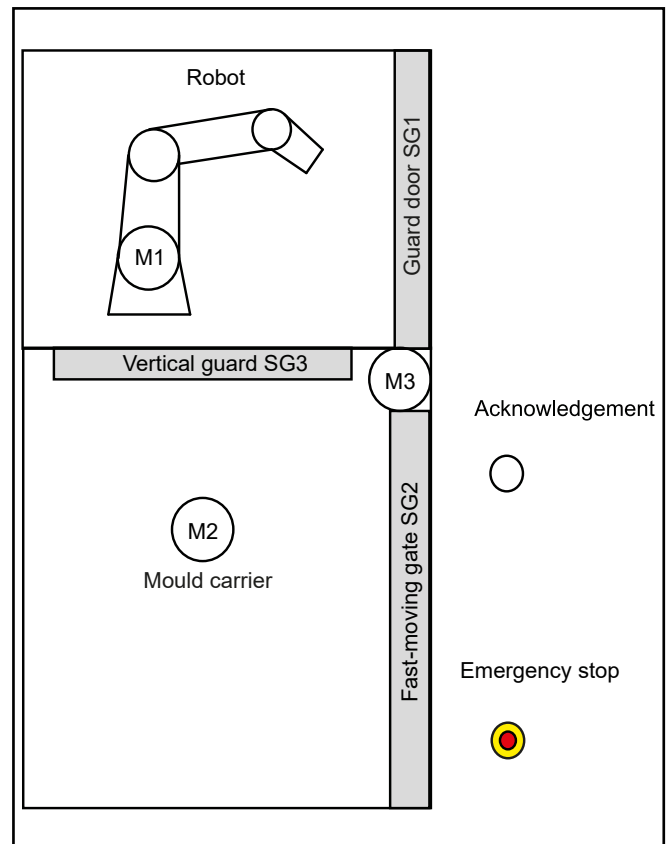 Robot
Guard door SG1
M1
Vertical guard SG3
M3
Acknowledgement
Fast-moving gate SG2
M2
Mould carrier
Emergency stop